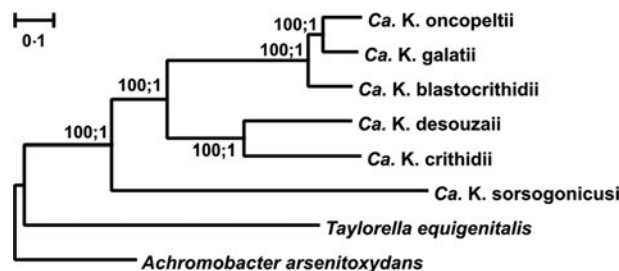 0·1
100;1
Ca. K. oncopeltii
100;1
Ca. K. galatii
100;1
Ca. K. blastocrithidii
100;1
Ca. K. desouzaii
100;1
Ca. K. crithidii
Ca. K. sorsogonicusi
Taylorella equigenitalis
Achromobacter arsenitoxydans